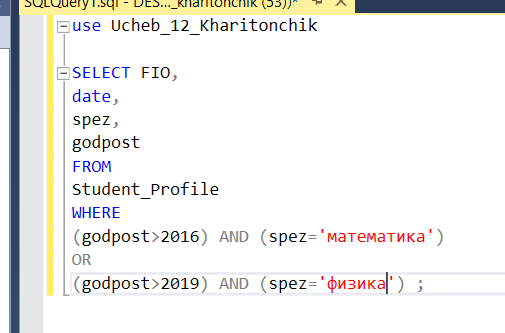 SQLQuery1.sql - DES..._kharitonchik (53))*
use Ucheb_12_Kharitonchik
SELECT FIO,
date,
spez,
godpost
FROM
Student_Profile
WHERE
(godpost>2016) AND (spez='математика')
OR
(godpost>2019) AND (spez='физика') ;